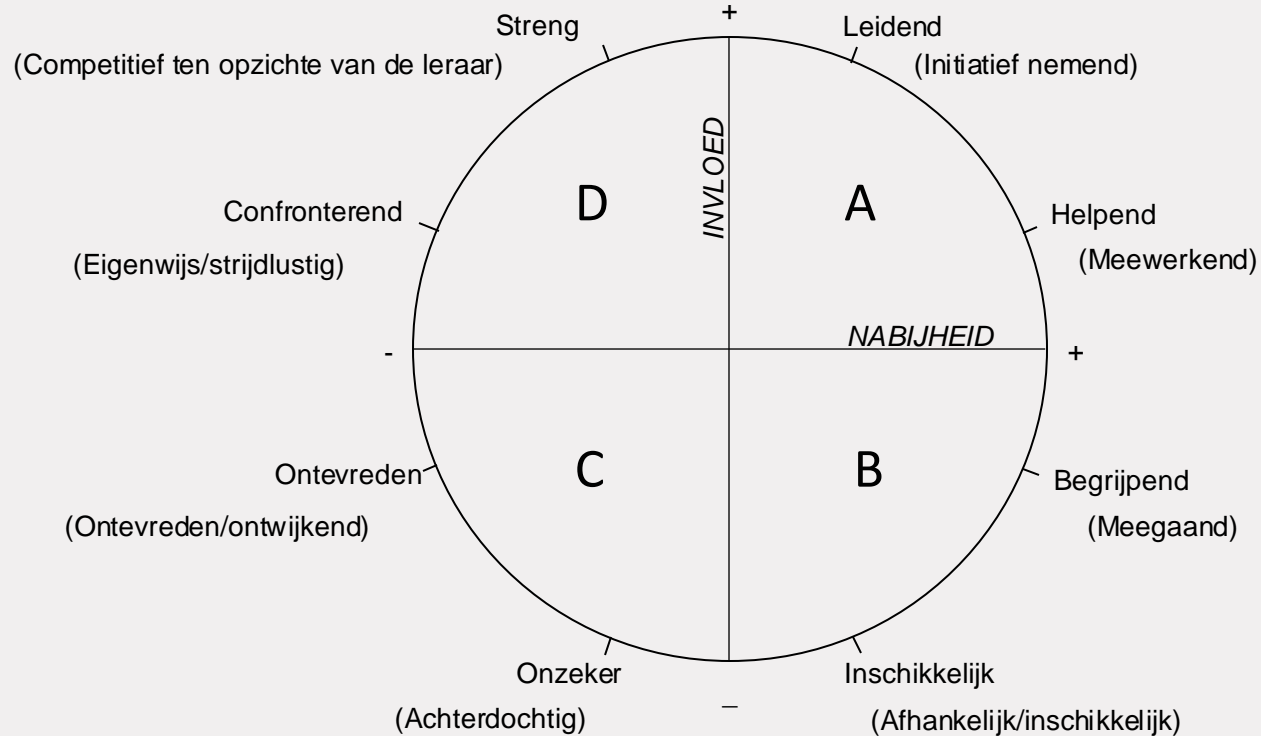 +
Streng
Leidend
(Competitief ten opzichte van de leraar)
(Initiatief nemend)
INVLOED
D
A
Confronterend
Helpend
(Eigenwijs/strijdlustig)
(Meewerkend)
NABIJHEID
-
+
C
B
Ontevreden
Begrijpend
(Ontevreden/ontwijkend)
(Meegaand)
Onzeker
Inschikkelijk
(Achterdochtig)
–
(Afhankelijk/inschikkelijk)